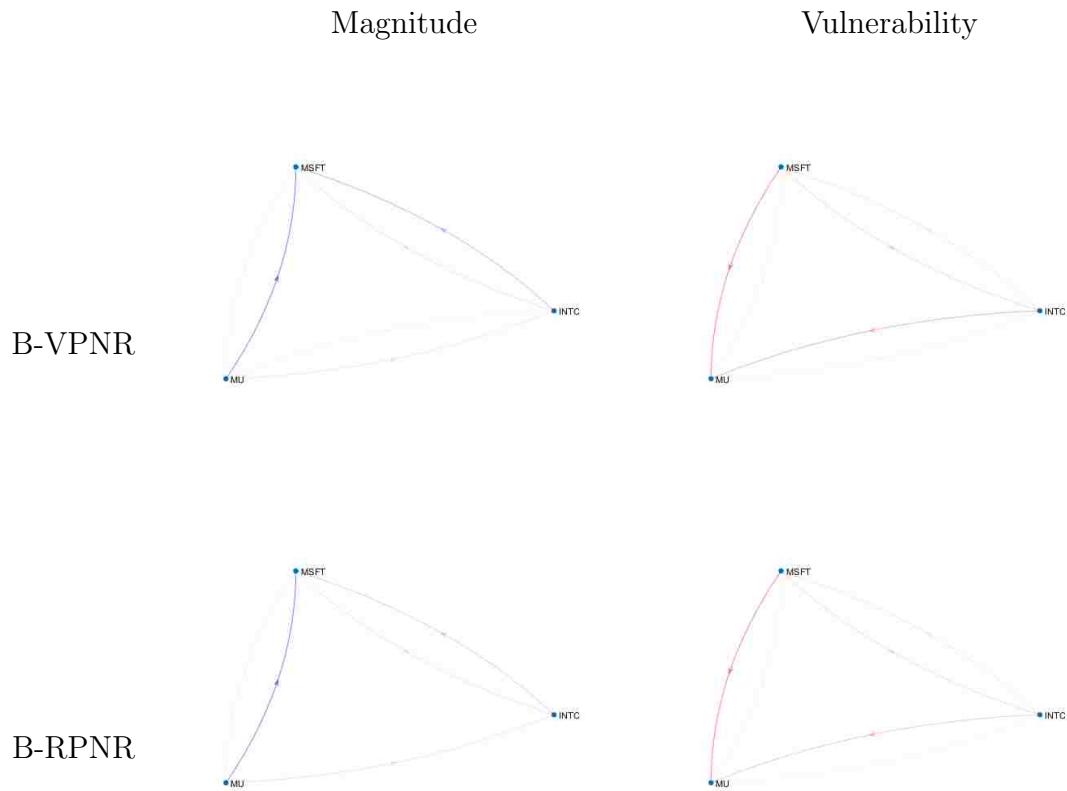 Magnitude Vulnerability
MSFT MSFT
INTC INTC
B-VPNR
MU MU
MSFT MSFT
INTC INTC
B-RPNR
MU MU